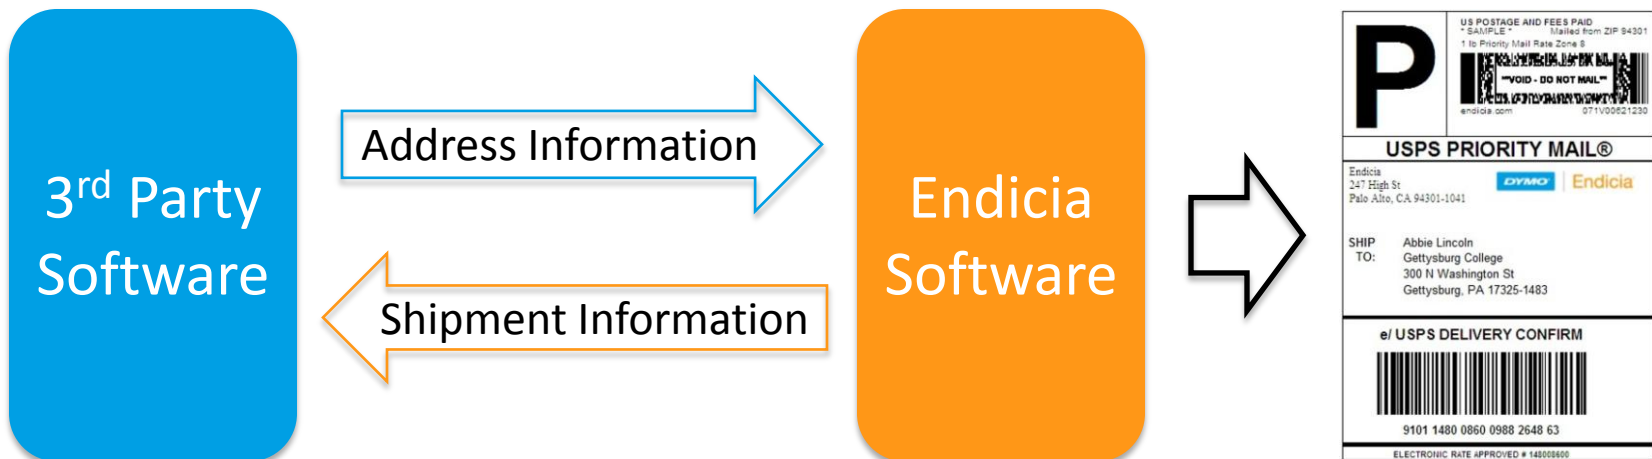 3rd Party
Software
Address Information
Shipment Information
Endicia
Software
P
US POSTAGE AND FEES PAID
* SAMPLE * Mailed from ZIP 94301
1 lb Priority Mail Rate Zone 8
**VOID - DO NOT MAIL**
endicia.com 071V00621230
USPS PRIORITY MAIL®
Endicia
247 High St
Palo Alto, CA 94301-1041
DYMO Endicia
SHIP TO:
Abbie Lincoln
Gettysburg College
300 N Washington St
Gettysburg, PA 17325-1483
e/ USPS DELIVERY CONFIRM
9101 1480 0860 0988 2648 63
ELECTRONIC RATE APPROVED # 148008600